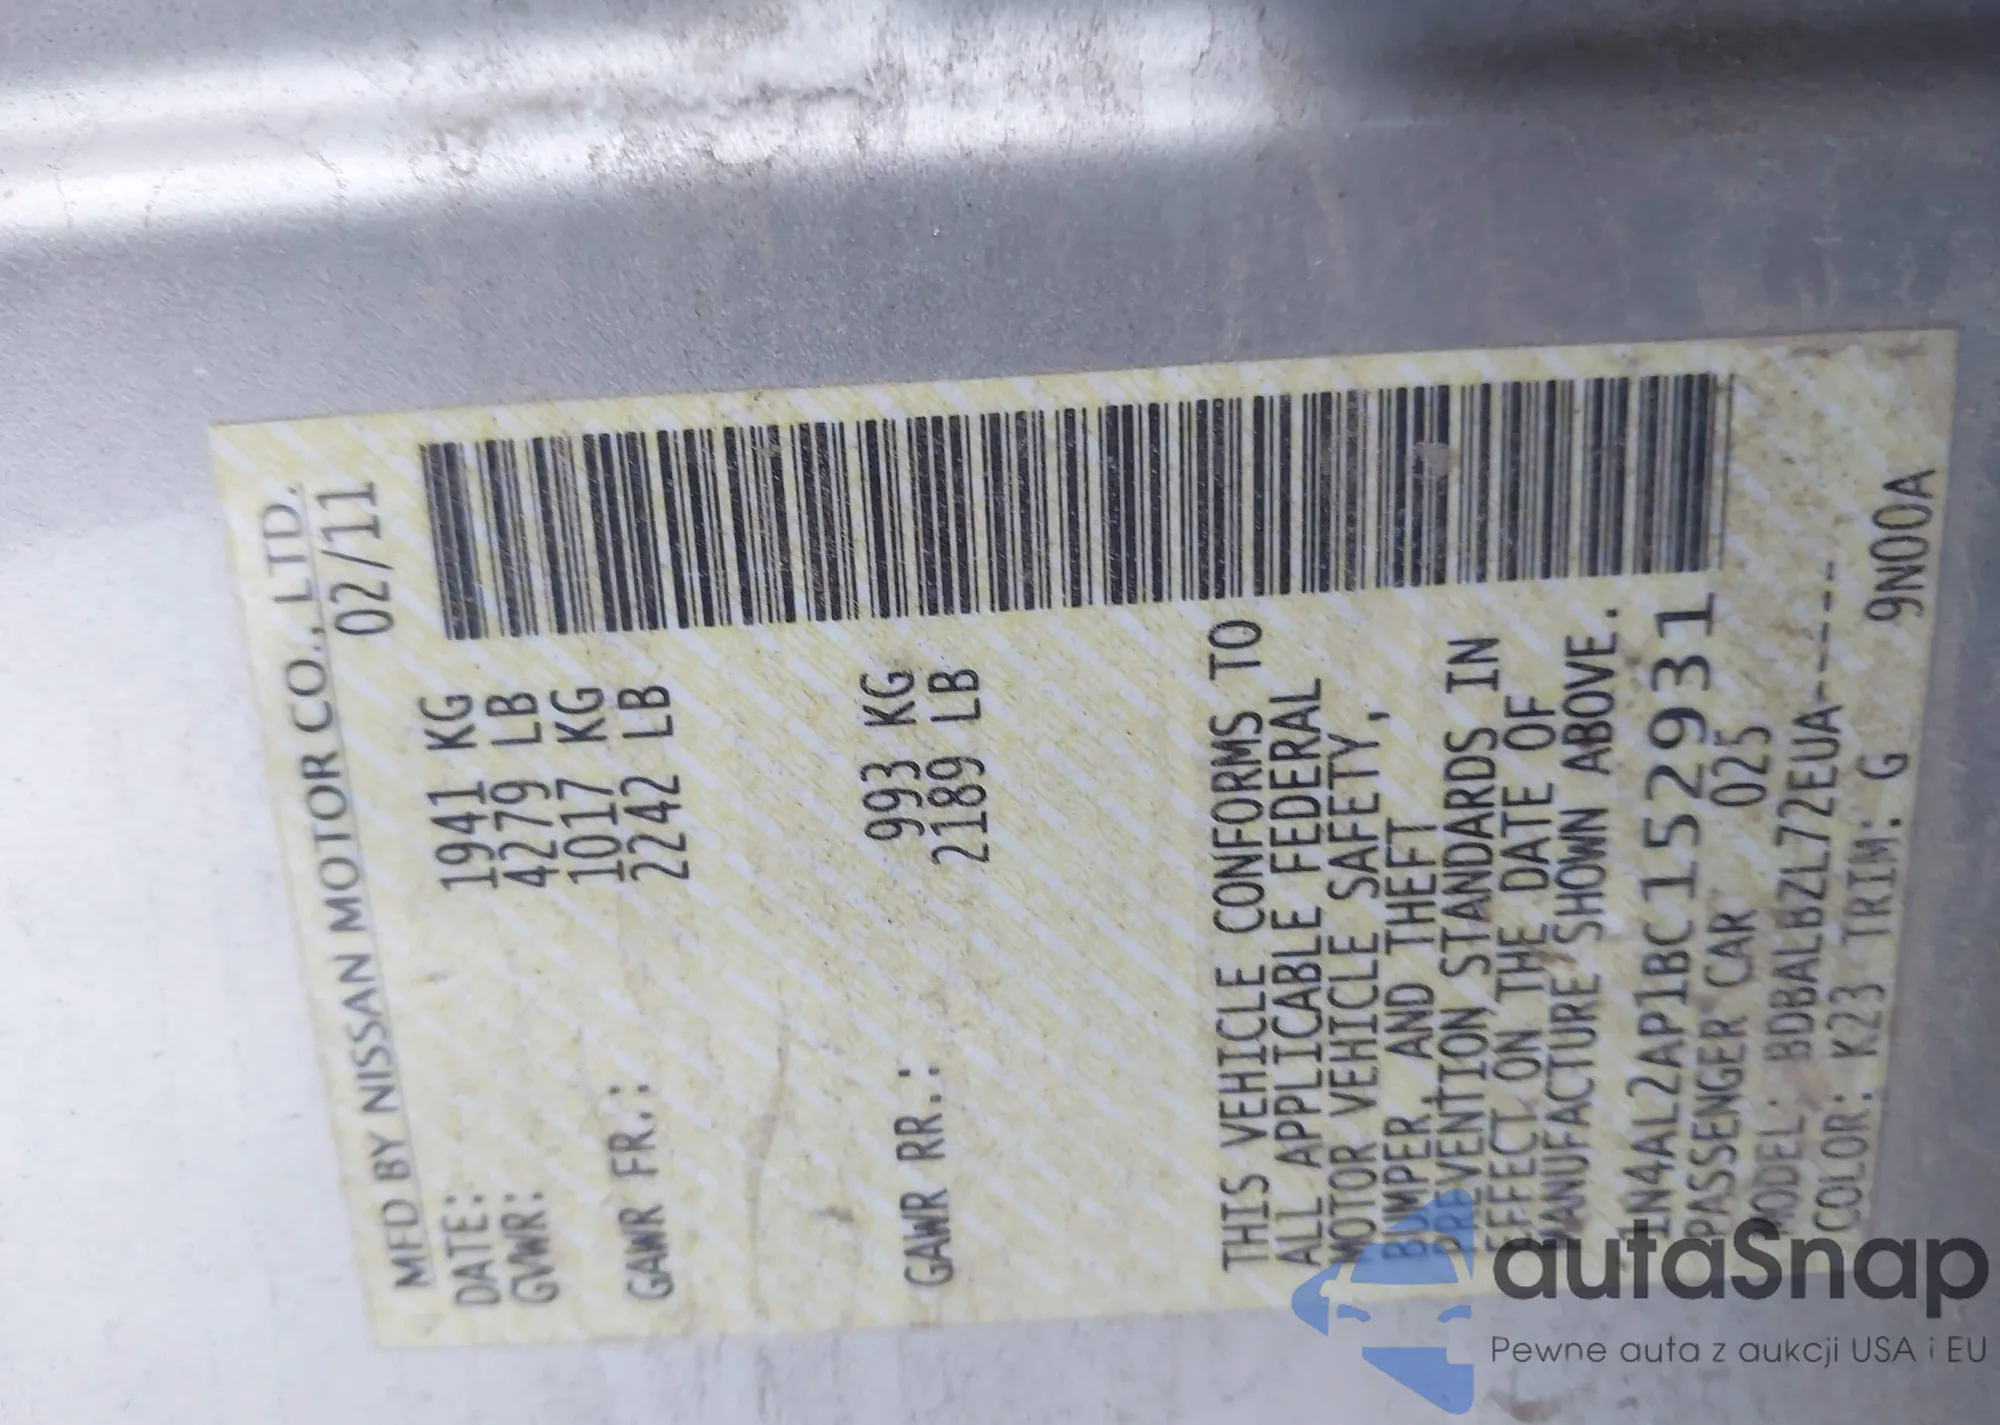 MFD BY NISSAN MOTOR CO., LTD.
DATE: 02/11
GVWR: 1941 KG
4279 LB
GAWR FR.: 1017 KG
2242 LB
GAWR RR.: 993 KG
2189 LB
THIS VEHICLE CONFORMS TO
ALL APPLICABLE FEDERAL
MOTOR VEHICLE SAFETY,
BUMPER, AND THEFT
PREVENTION STANDARDS IN
EFFECT ON THE DATE OF
MANUFACTURE SHOWN ABOVE.
1N4AL2AP1BC152931
PASSENGER CAR 025
MODEL: BDBALBZL72EUA-----
COLOR: K23 TRIM: G 9N00A
autaSnap
Pewne auta z aukcji USA i EU